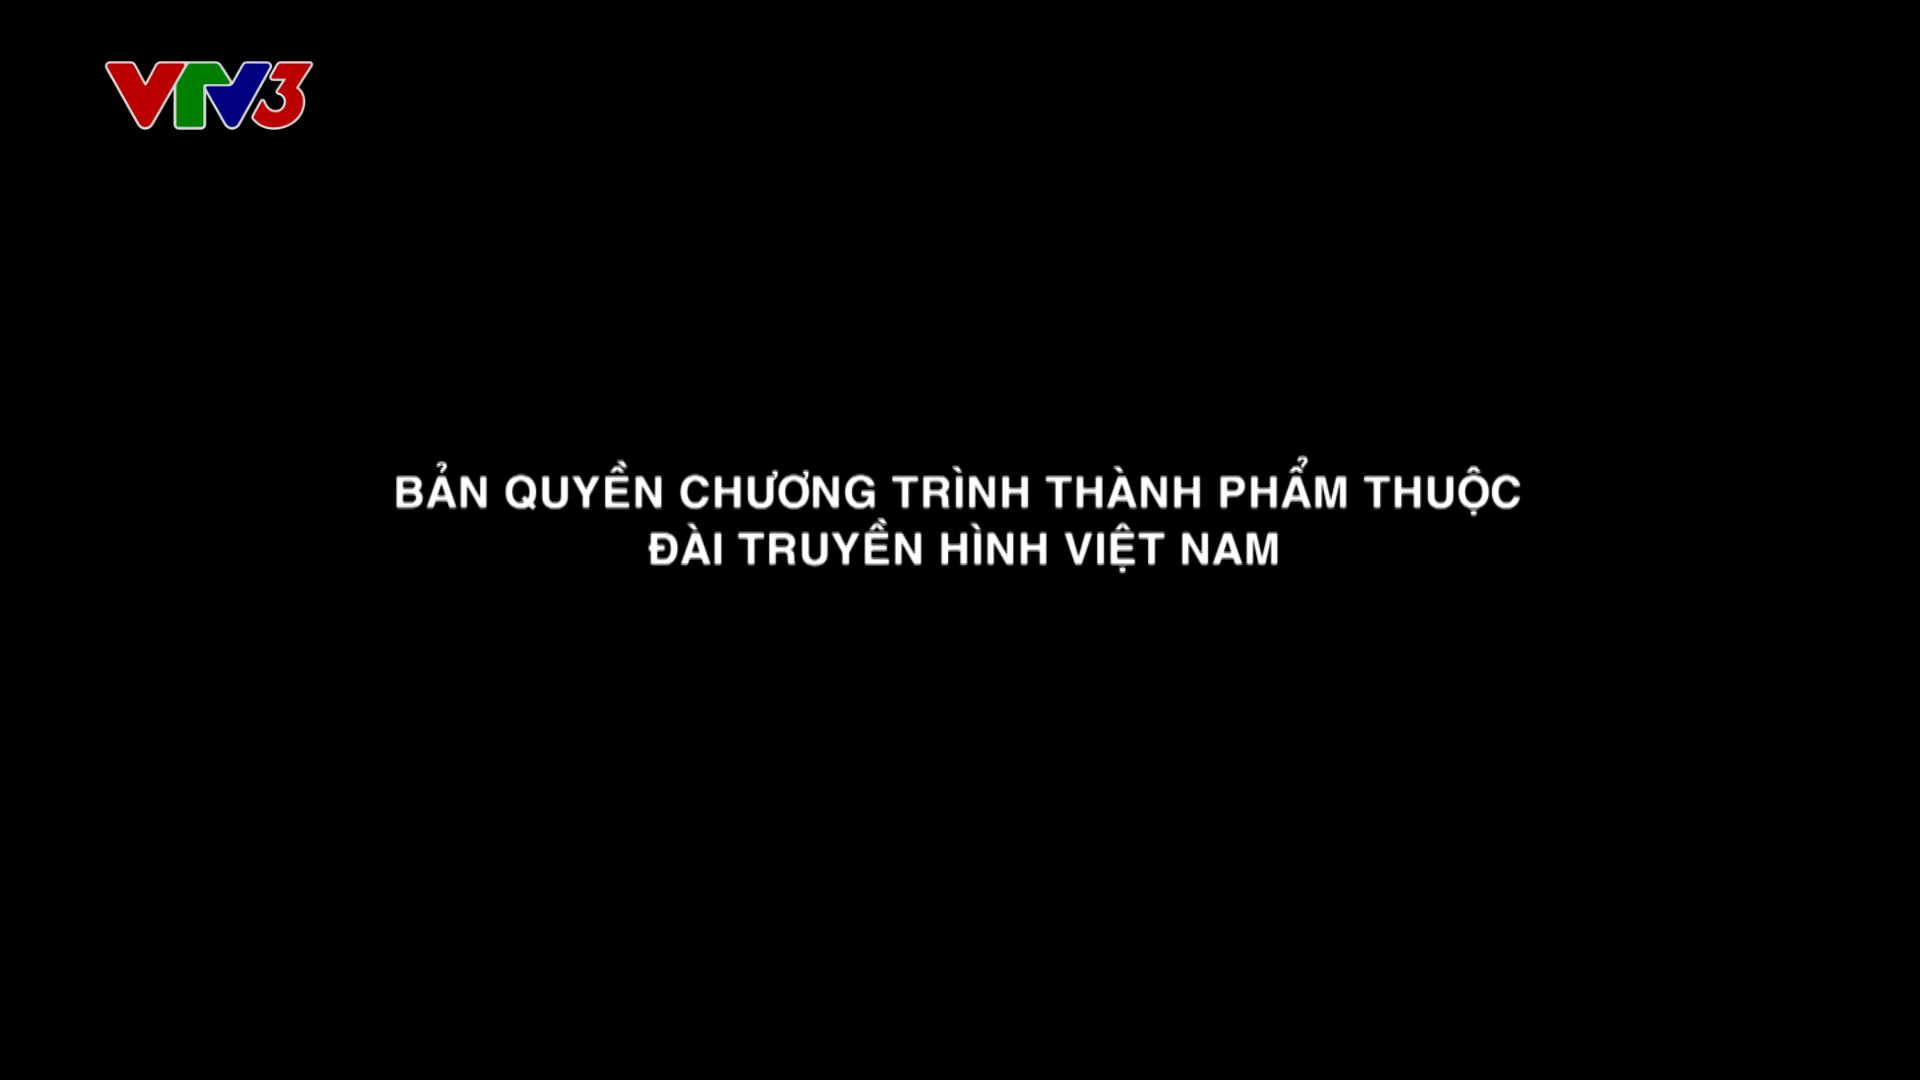 VTV3
BẢN QUYỀN CHƯƠNG TRÌNH THÀNH PHẨM THUỘC
ĐÀI TRUYỀN HÌNH VIỆT NAM